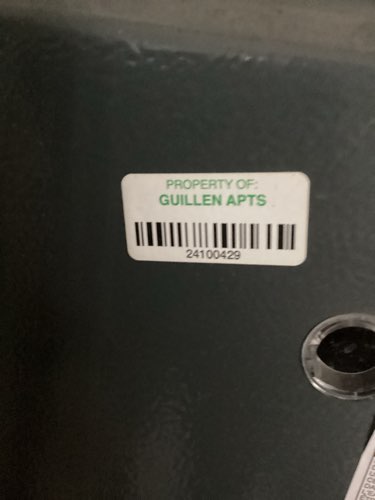 PROPERTY OF:
GUILLEN APTS
24100429